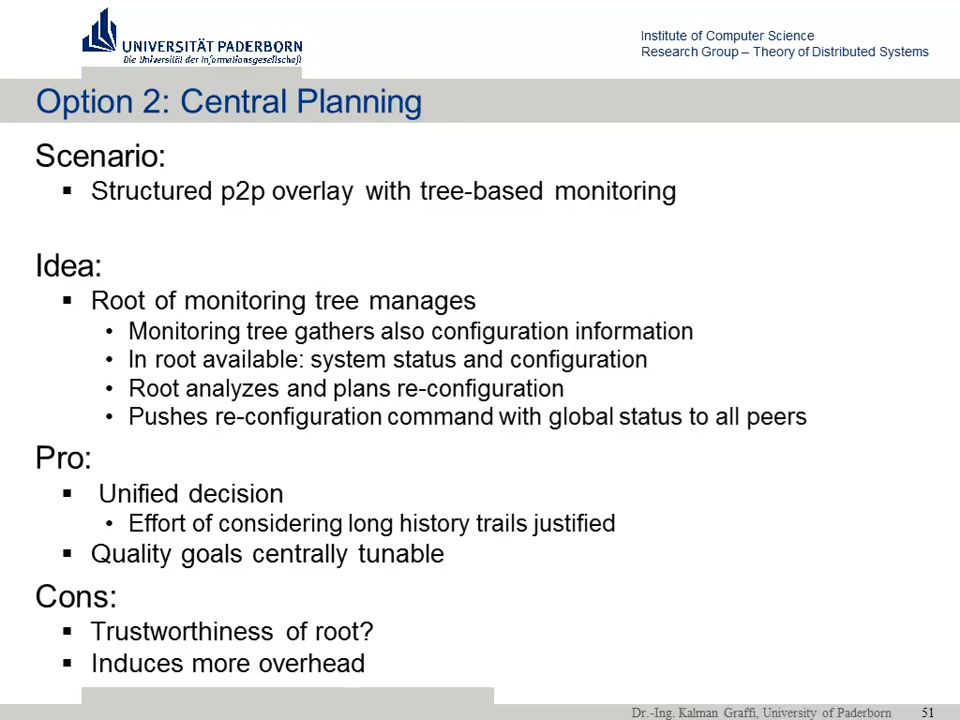 UNIVERSITÄT PADERBORN
Die Universität der Informationsgesellschaft
Institute of Computer Science
Research Group – Theory of Distributed Systems
Option 2: Central Planning
Scenario:
▪ Structured p2p overlay with tree-based monitoring
Idea:
▪ Root of monitoring tree manages
• Monitoring tree gathers also configuration information
• In root available: system status and configuration
• Root analyzes and plans re-configuration
• Pushes re-configuration command with global status to all peers
Pro:
▪ Unified decision
• Effort of considering long history trails justified
▪ Quality goals centrally tunable
Cons:
▪ Trustworthiness of root?
▪ Induces more overhead
Dr.-Ing. Kalman Graffi, University of Paderborn 51